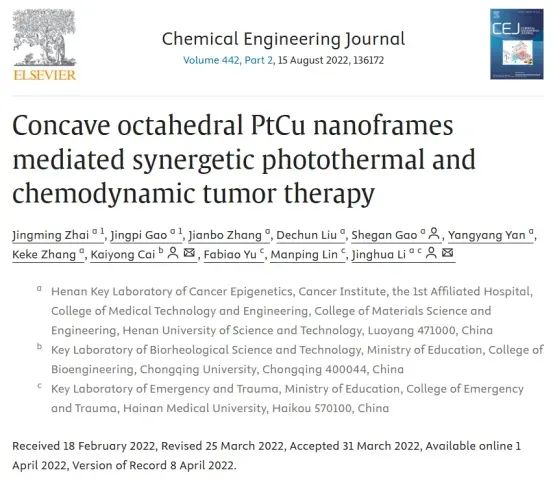 ELSEVIER
Chemical Engineering Journal
Volume 442, Part 2, 15 August 2022, 136172
CEJ
Concave octahedral PtCu nanoframes
mediated synergetic photothermal and
chemodynamic tumor therapy
Jingming Zhai a 1, Jingpi Gao a 1, Jianbo Zhang a, Dechun Liu a, Shegan Gao a, Yangyang Yan a,
Keke Zhang a, Kaiyong Cai b, Fabiao Yu c, Manping Lin c, Jinghua Li a c
a Henan Key Laboratory of Cancer Epigenetics, Cancer Institute, the 1st Affiliated Hospital,
College of Medical Technology and Engineering, College of Materials Science and
Engineering, Henan University of Science and Technology, Luoyang 471000, China
b Key Laboratory of Biorheological Science and Technology, Ministry of Education, College of
Bioengineering, Chongqing University, Chongqing 400044, China
c Key Laboratory of Emergency and Trauma, Ministry of Education, College of Emergency
and Trauma, Hainan Medical University, Haikou 570100, China
Received 18 February 2022, Revised 25 March 2022, Accepted 31 March 2022, Available online 1
April 2022, Version of Record 8 April 2022.